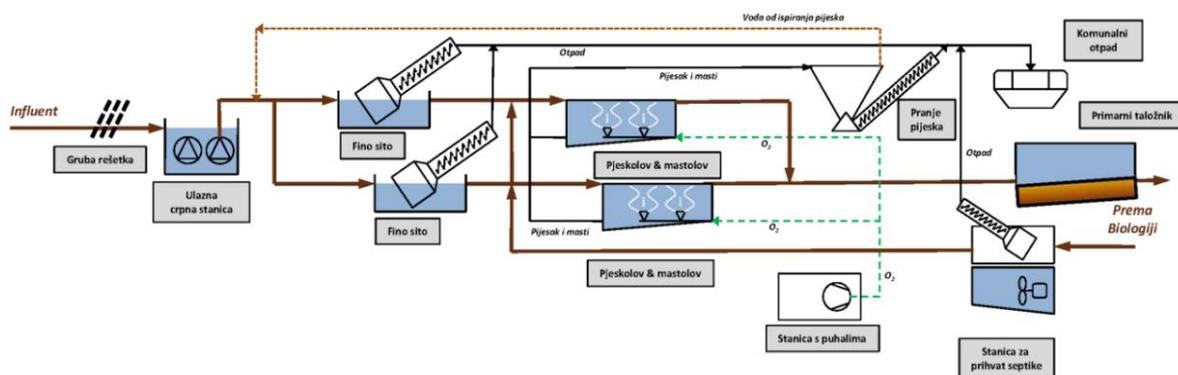 Voda od ispiranja pijeska
Komunalni
otpad
Otpad
Pijesak i masti
Influent
Primarni taložnik
Pranje
pijeska
Gruba rešetka
Fino sito
O2
Otpad
Pjeskolov & mastolov
Ulazna
crpna stanica
Prema
Biologiji
Fino sito
Pijesak i masti
O2
Pjeskolov & mastolov
O2
Stanica s puhalima
Stanica za
prihvat septike